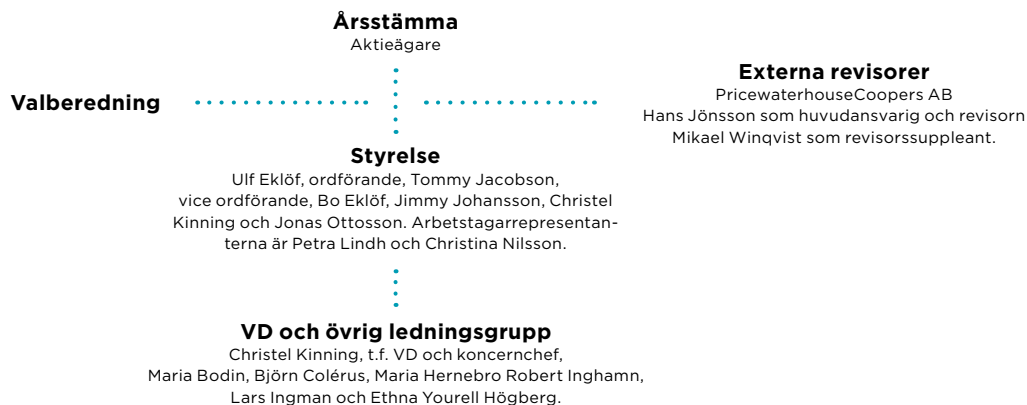 Årsstämma
Aktieägare
Valberedning
Externa revisorer
PricewaterhouseCoopers AB
Hans Jönsson som huvudansvarig och revisorn
Mikael Winqvist som revisorssuppleant.
Styrelse
Ulf Eklöf, ordförande, Tommy Jacobson,
vice ordförande, Bo Eklöf, Jimmy Johansson, Christel
Kinning och Jonas Ottosson. Arbetstagarrepresentan-
terna är Petra Lindh och Christina Nilsson.
VD och övrig ledningsgrupp
Christel Kinning, t.f. VD och koncernchef,
Maria Bodin, Björn Colérus, Maria Hernebro Robert Inghamn,
Lars Ingman och Ethna Yourell Högberg.